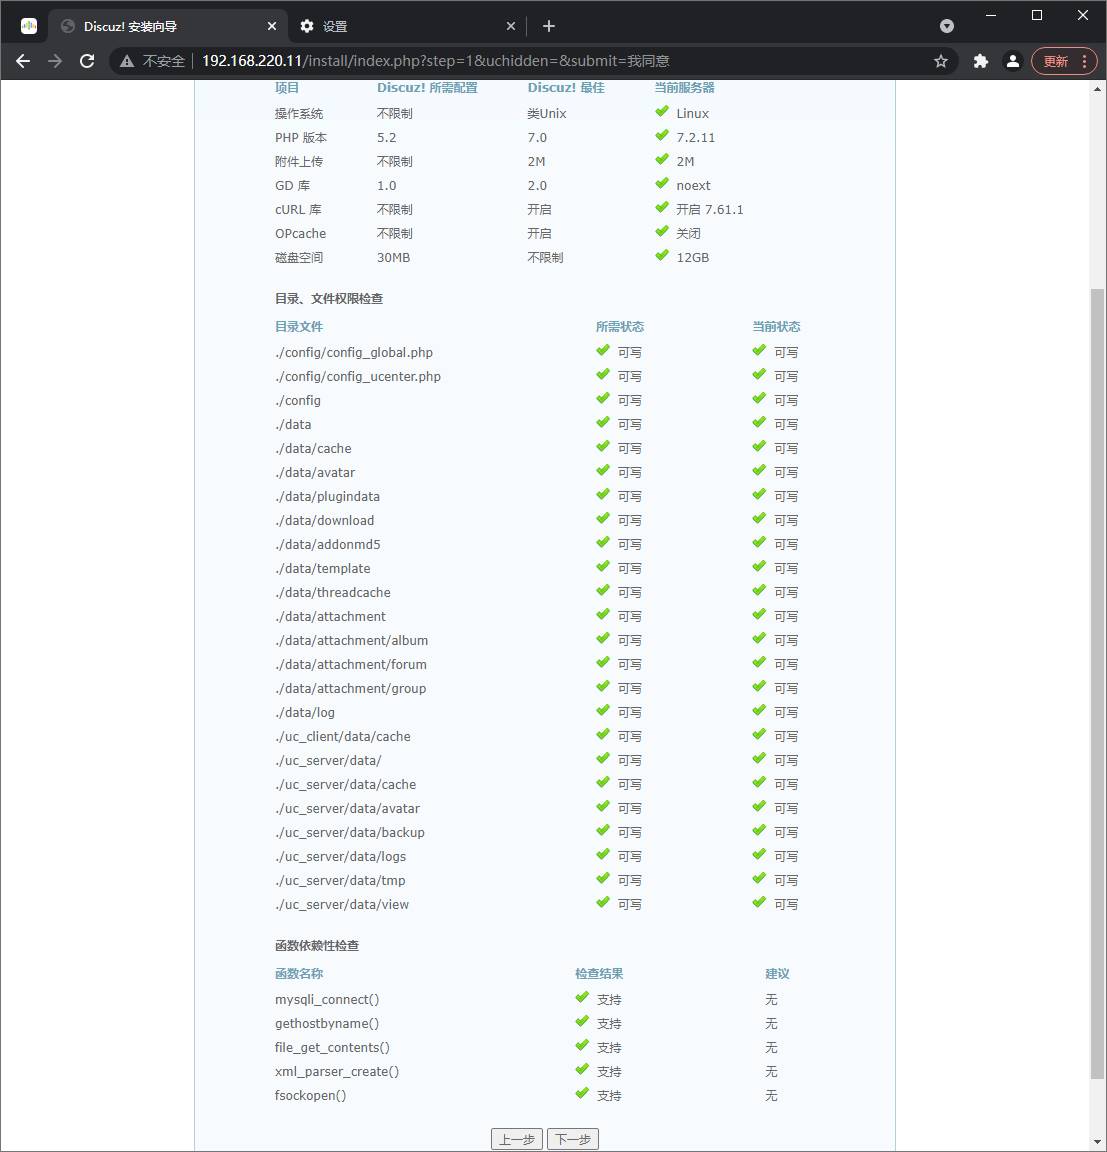 Discuz! 安装向导
设置
不安全 192.168.220.11/install/index.php?step=1&uchidden=&submit=我同意 更新
项目 Discuz! 所需配置 Discuz! 最佳 当前服务器
操作系统 不限制 类Unix Linux
PHP 版本 5.2 7.0 7.2.11
附件上传 不限制 2M 2M
GD 库 1.0 2.0 noext
cURL 库 不限制 开启 开启 7.61.1
OPcache 不限制 开启 关闭
磁盘空间 30MB 不限制 12GB
目录、文件权限检查
目录文件 所需状态 当前状态
./config/config_global.php 可写 可写
./config/config_ucenter.php 可写 可写
./config 可写 可写
./data 可写 可写
./data/cache 可写 可写
./data/avatar 可写 可写
./data/plugindata 可写 可写
./data/download 可写 可写
./data/addonmd5 可写 可写
./data/template 可写 可写
./data/threadcache 可写 可写
./data/attachment 可写 可写
./data/attachment/album 可写 可写
./data/attachment/forum 可写 可写
./data/attachment/group 可写 可写
./data/log 可写 可写
./uc_client/data/cache 可写 可写
./uc_server/data/ 可写 可写
./uc_server/data/cache 可写 可写
./uc_server/data/avatar 可写 可写
./uc_server/data/backup 可写 可写
./uc_server/data/logs 可写 可写
./uc_server/data/tmp 可写 可写
./uc_server/data/view 可写 可写
函数依赖性检查
函数名称 检查结果 建议
mysqli_connect() 支持 无
gethostbyname() 支持 无
file_get_contents() 支持 无
xml_parser_create() 支持 无
fsockopen() 支持 无
上一步 下一步